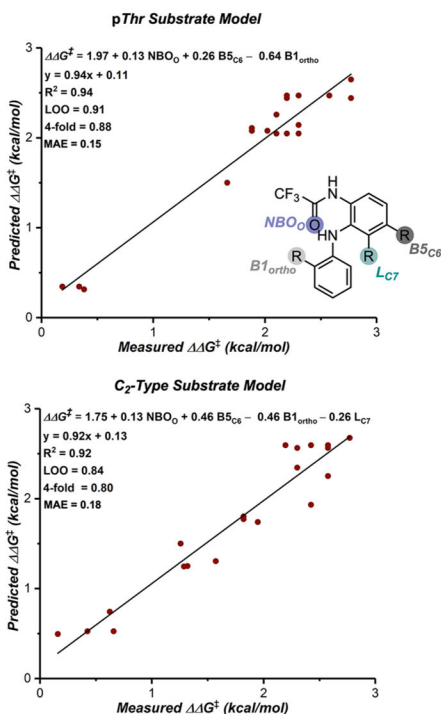 pThr Substrate Model
ΔΔG‡ = 1.97 + 0.13 NBOO + 0.26 B5C6 − 0.64 B1ortho
y = 0.94x + 0.11
R2 = 0.94
LOO = 0.91
4-fold = 0.88
MAE = 0.15
Predicted ΔΔG‡ (kcal/mol)
3
2
1
0
0
1
2
3
Measured ΔΔG‡ (kcal/mol)
H
N
CF3
O
NBOO
HN
R
B5C6
R
LC7
R
B1ortho
C2-Type Substrate Model
ΔΔG‡ = 1.75 + 0.13 NBOO + 0.46 B5C6 − 0.46 B1ortho − 0.26 LC7
y = 0.92x + 0.13
R2 = 0.92
LOO = 0.84
4-fold = 0.80
MAE = 0.18
Predicted ΔΔG‡ (kcal/mol)
3
2
1
0
0
1
2
3
Measured ΔΔG‡ (kcal/mol)